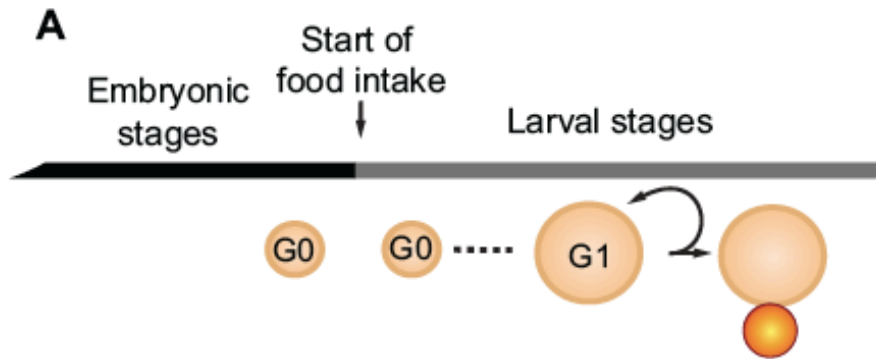 A
Start of
food intake
Embryonic
stages
Larval stages
G0
G0
G1